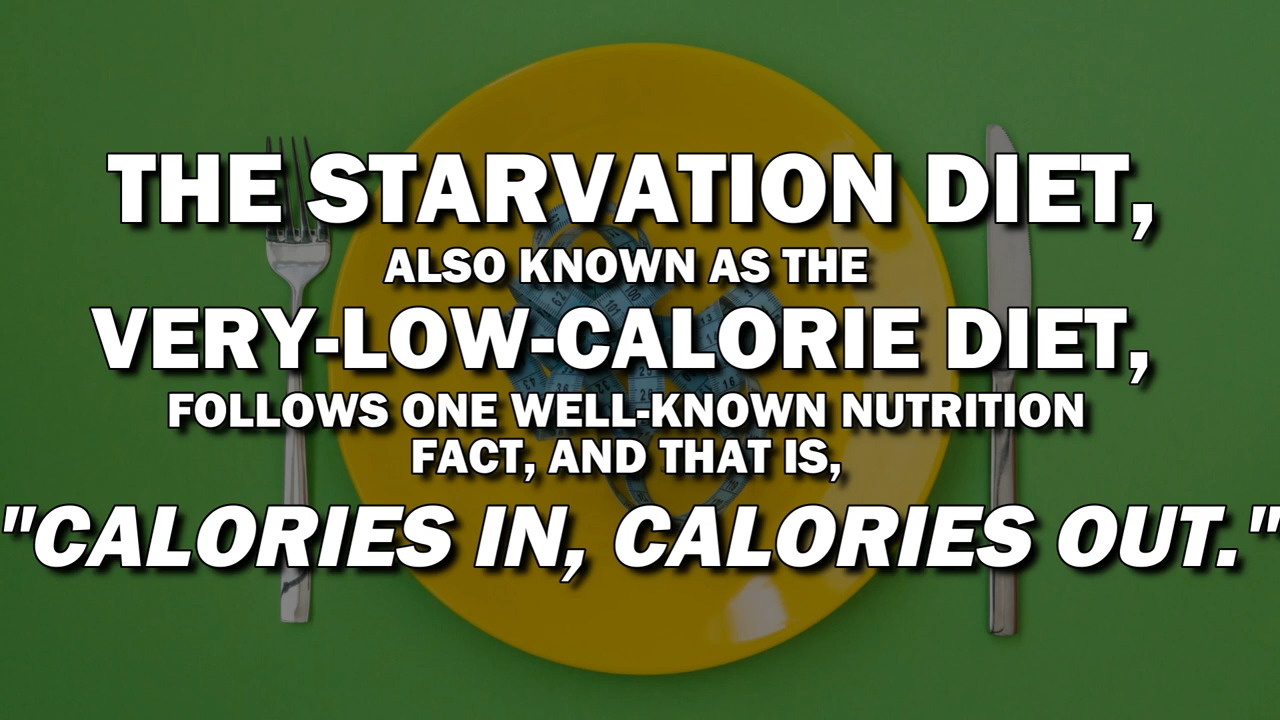 THE STARVATION DIET,
ALSO KNOWN AS THE
VERY-LOW-CALORIE DIET,
FOLLOWS ONE WELL-KNOWN NUTRITION
FACT, AND THAT IS,
"CALORIES IN, CALORIES OUT."